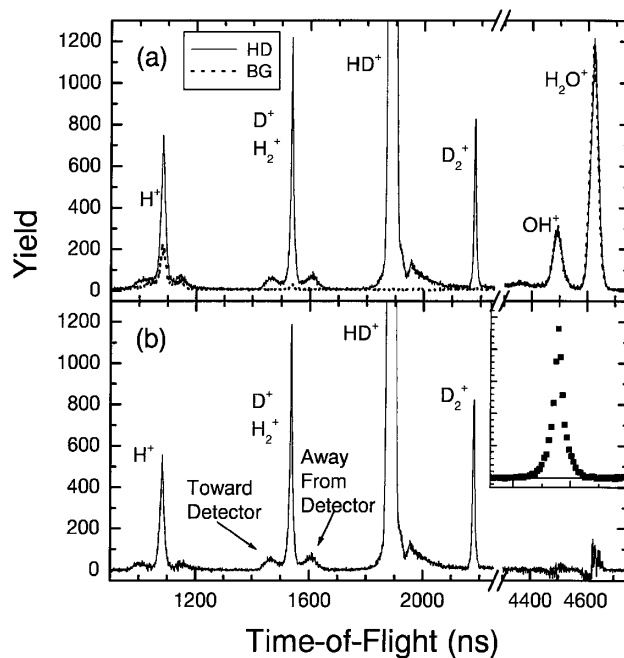 1200
1000
800
600
400
200
0
(a)
HD
BG
H⁺
D⁺
H₂⁺
HD⁺
D₂⁺
OH⁺
H₂O⁺
Yield
1200
1000
800
600
400
200
0
(b)
H⁺
D⁺
H₂⁺
HD⁺
D₂⁺
Toward
Detector
Away
From
Detector
1200
1600
2000
4400
4600
Time-of-Flight (ns)